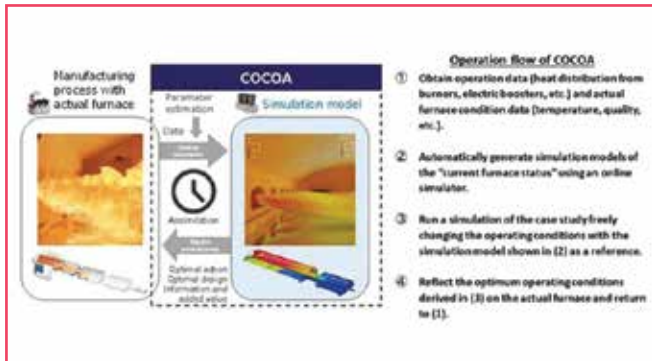 Manufacturing
process with
actual furnace
COCOA
Parameter
estimation
Simulation model
Data
Assimilation
Optimal action
Optimal design
Information and
added value
Operation flow of COCOA
① Obtain operation data (heat distribution from
burners, electric boosters, etc.) and actual
furnace condition data (temperature, quality,
etc.).
② Automatically generate simulation models of
the "current furnace status" using an online
simulator.
③ Run a simulation of the case study freely
changing the operating conditions with the
simulation model shown in (2) as a reference.
④ Reflect the optimum operating conditions
derived in (3) on the actual furnace and return
to (1).